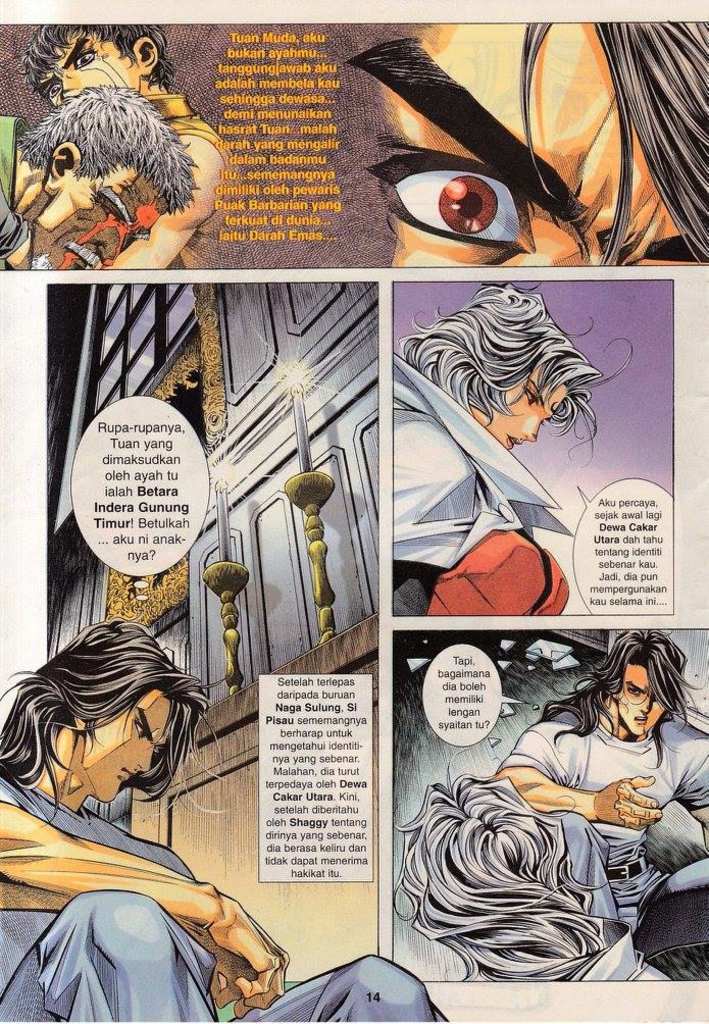 Tuan Muda, aku
bukan ayahmu...
tanggungjawab aku
adalah membela kau
sehingga dewasa...
demi menunaikan
hasrat Tuan...malah
darah yang mengalir
dalam badanmu
itu...sememangnya
dimiliki oleh pewaris
Puak Barbarian yang
terkuat di dunia...
iaitu Darah Emas....
Rupa-rupanya,
Tuan yang
dimaksudkan
oleh ayah tu
ialah Betara
Indera Gunung
Timur! Betulkah
... aku ni anak-
nya?
Setelah terlepas
daripada buruan
Naga Sulung, Si
Pisau sememangnya
berharap untuk
mengetahui identiti-
nya yang sebenar.
Malahan, dia turut
terpedaya oleh Dewa
Cakar Utara. Kini,
setelah diberitahu
oleh Shaggy tentang
dirinya yang sebenar,
dia berasa keliru dan
tidak dapat menerima
hakikat itu.
Aku percaya,
sejak awal lagi
Dewa Cakar
Utara dah tahu
tentang identiti
sebenar kau.
Jadi, dia pun
mempergunakan
kau selama ini....
Tapi,
bagaimana
dia boleh
memiliki
lengan
syaitan tu?
14